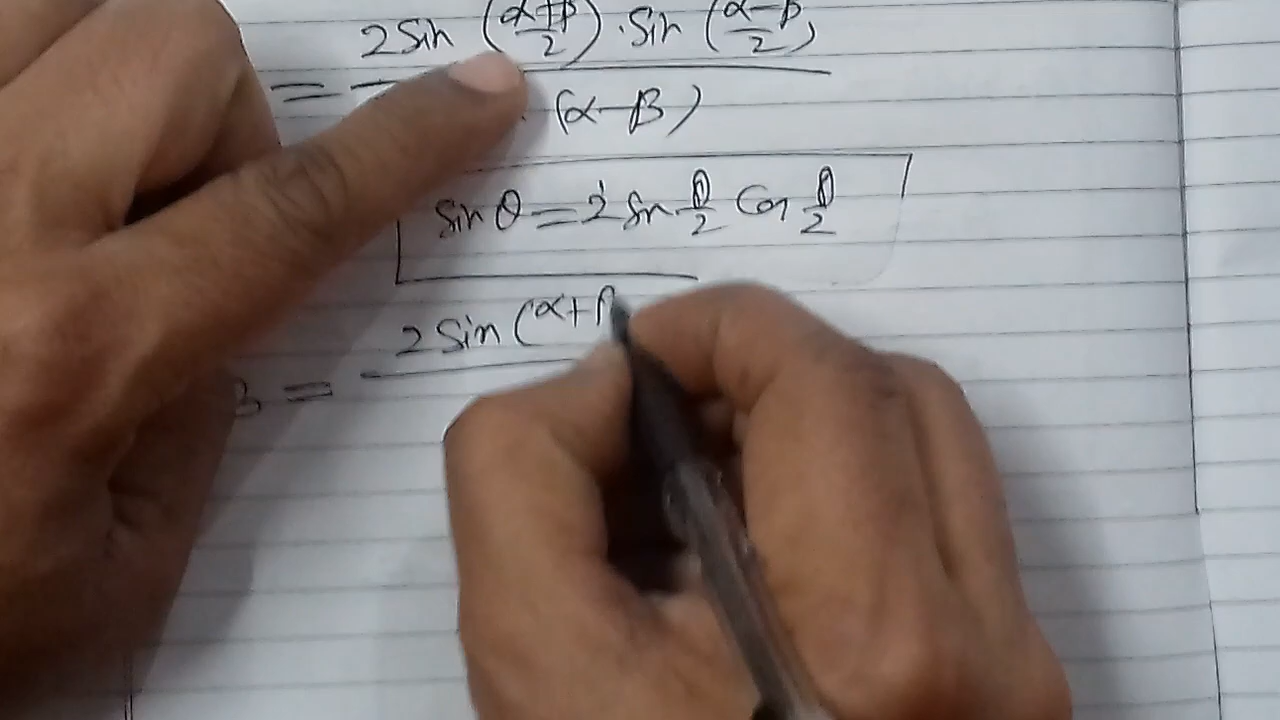 2 Sin (α+β/2) · Sin (α-β/2)
= (α-β)
Sin θ = 2 Sin θ/2 Cos θ/2
2 Sin (α+β
β =